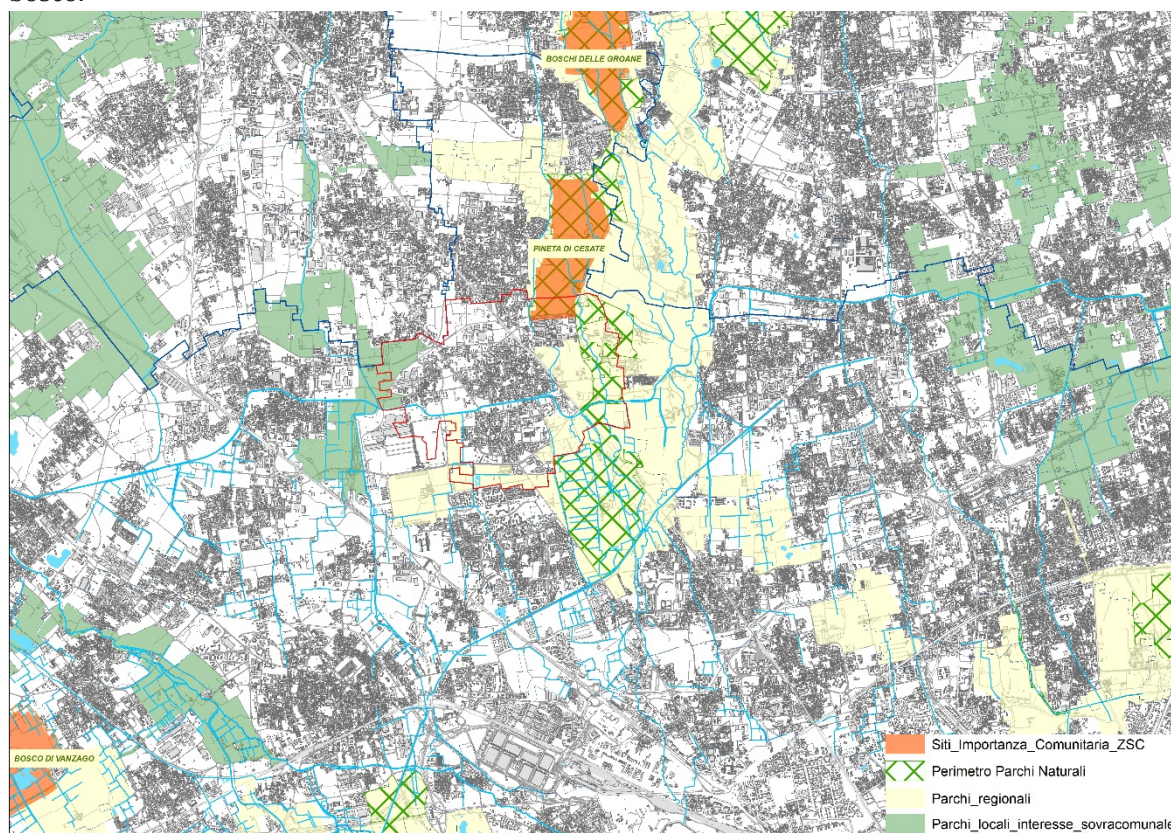 BOSCHI DELLE GROANE
PINETA DI CESATE
BOSCO DI VANZAGO
Siti_Importanza_Comunitaria_ZSC
Perimetro Parchi Naturali
Parchi_regionali
Parchi_locali_interesse_sovracomunale